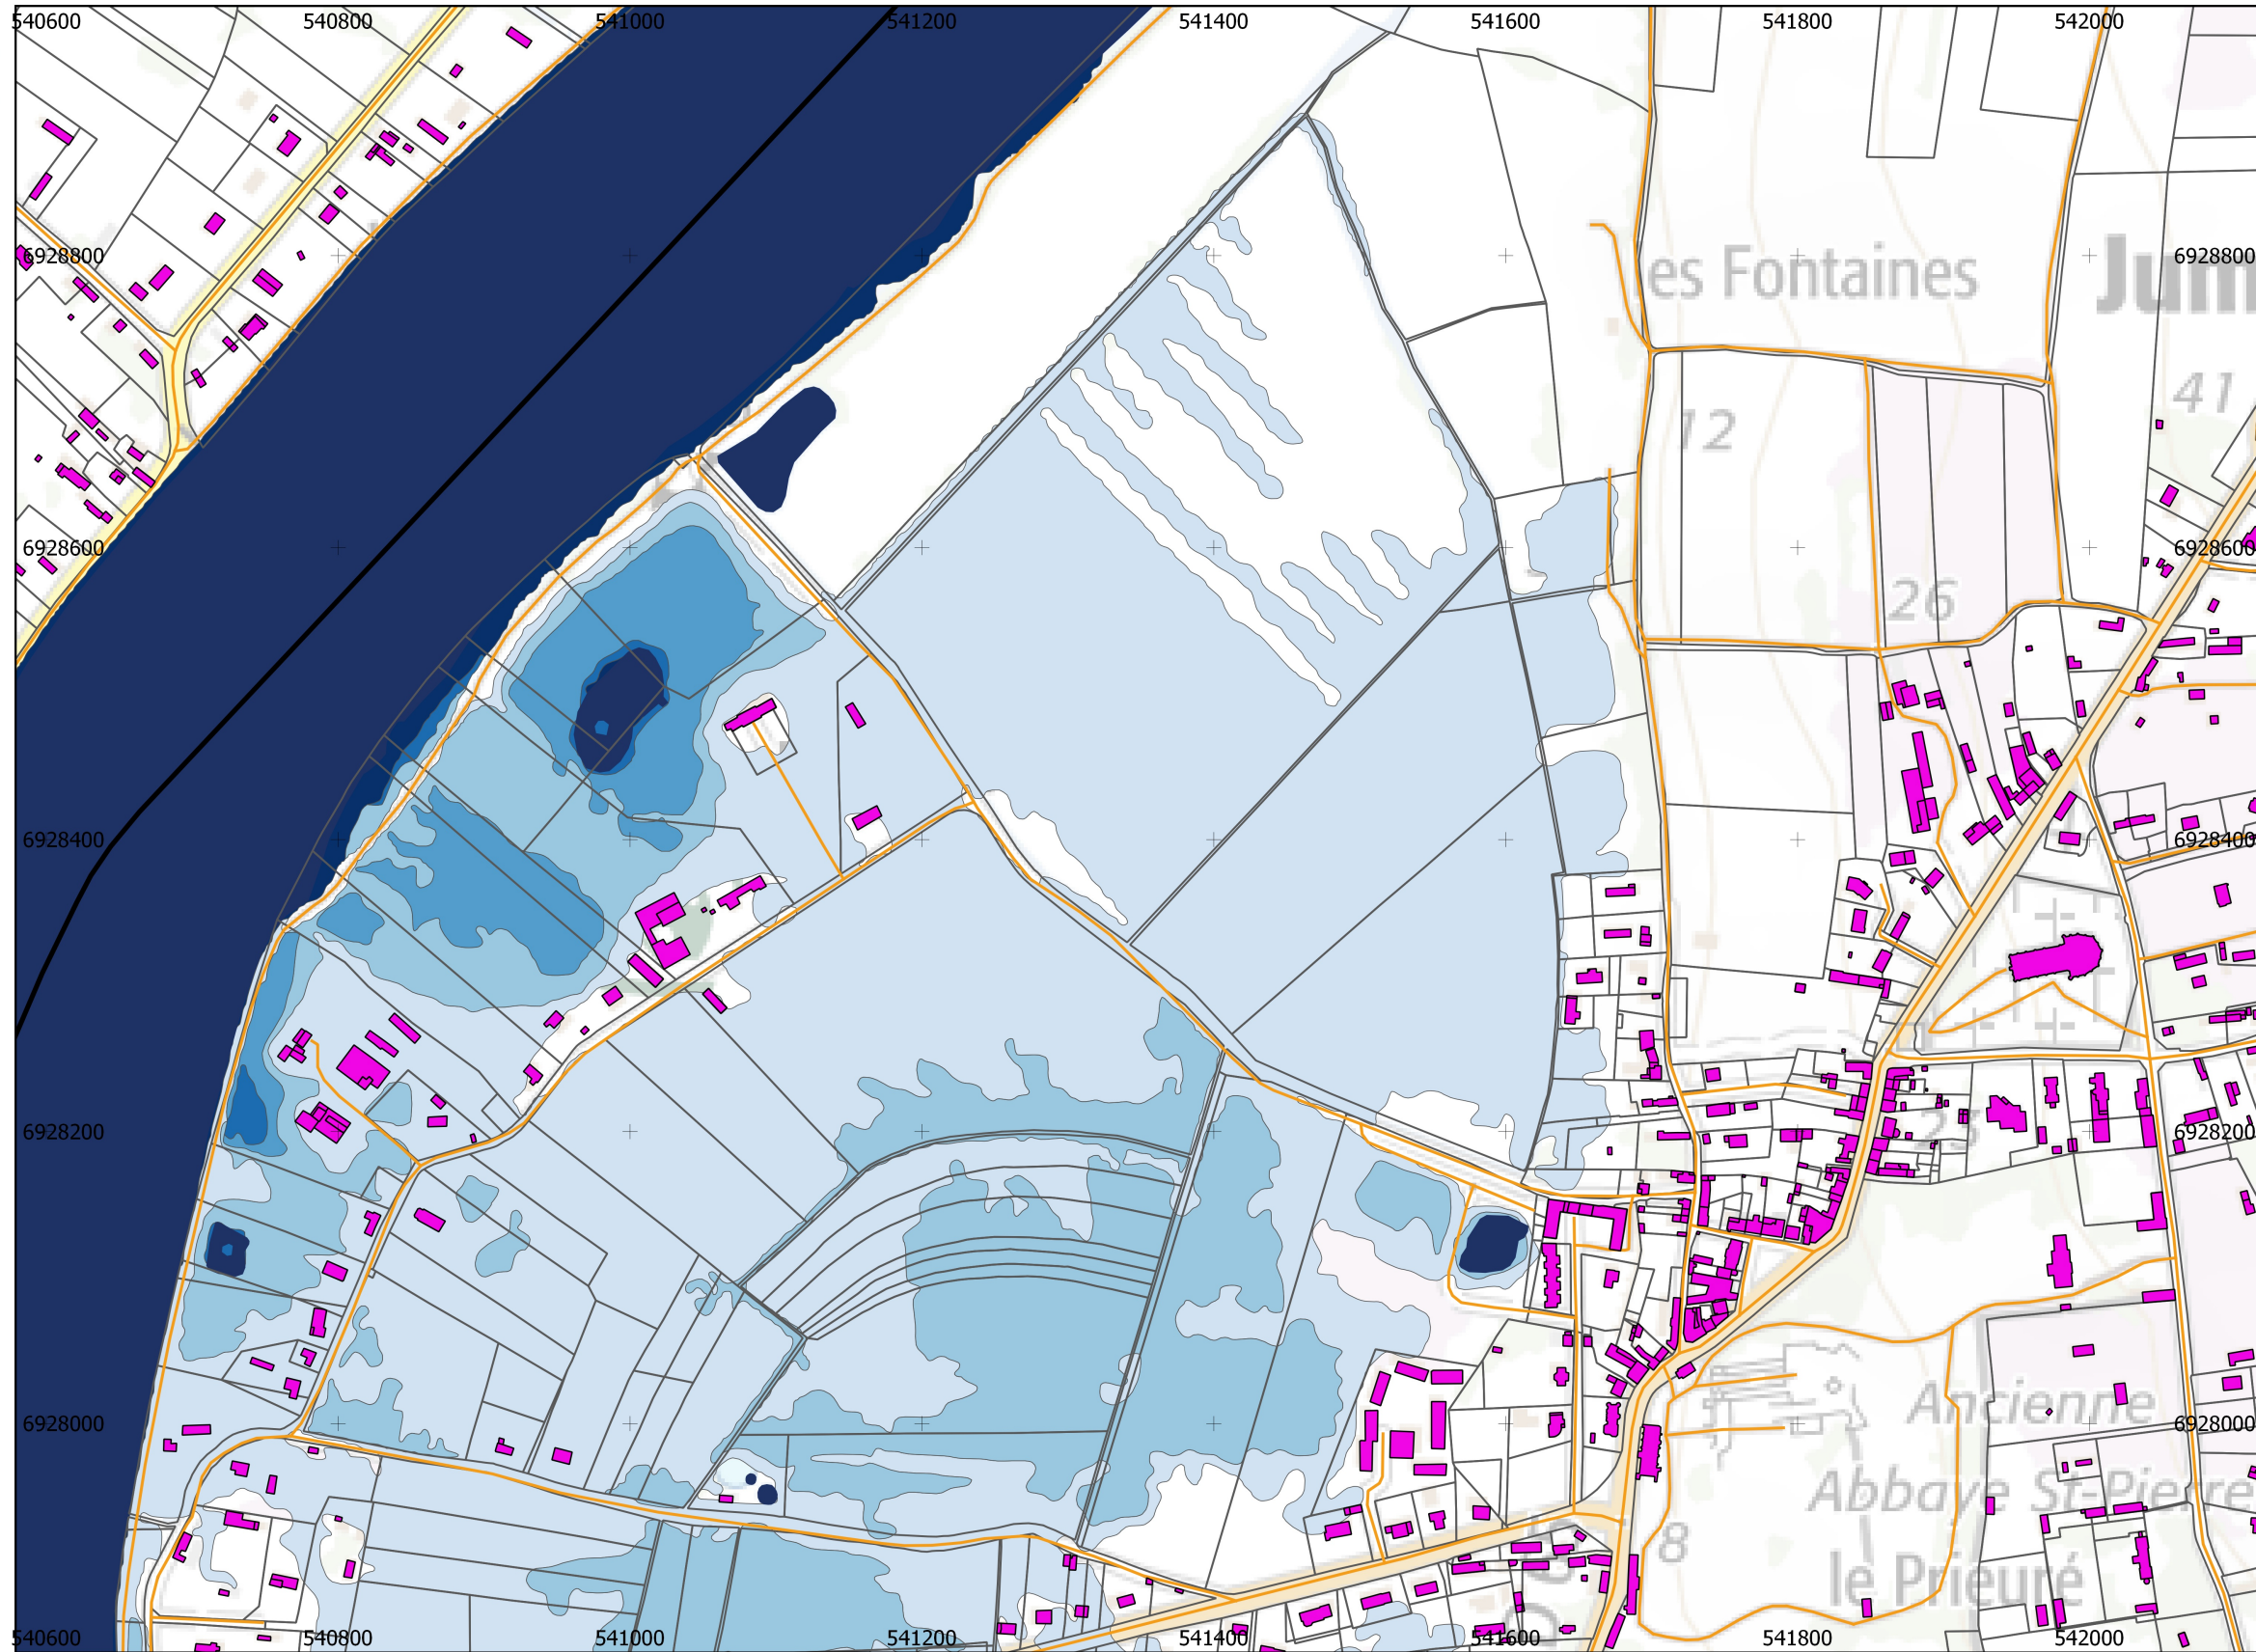 540600 540800 541000 541200 541400 541600 541800 542000
6928800 es Fontaines Jum 6928800
41
12
6928600 26 6928600
6928400 6928400
6928200 23 6928200
6928000 Ancienne 6928000
Abbaye St-Pierre
8 le Prieuré
540600 540800 541000 541200 541400 541600 541800 542000